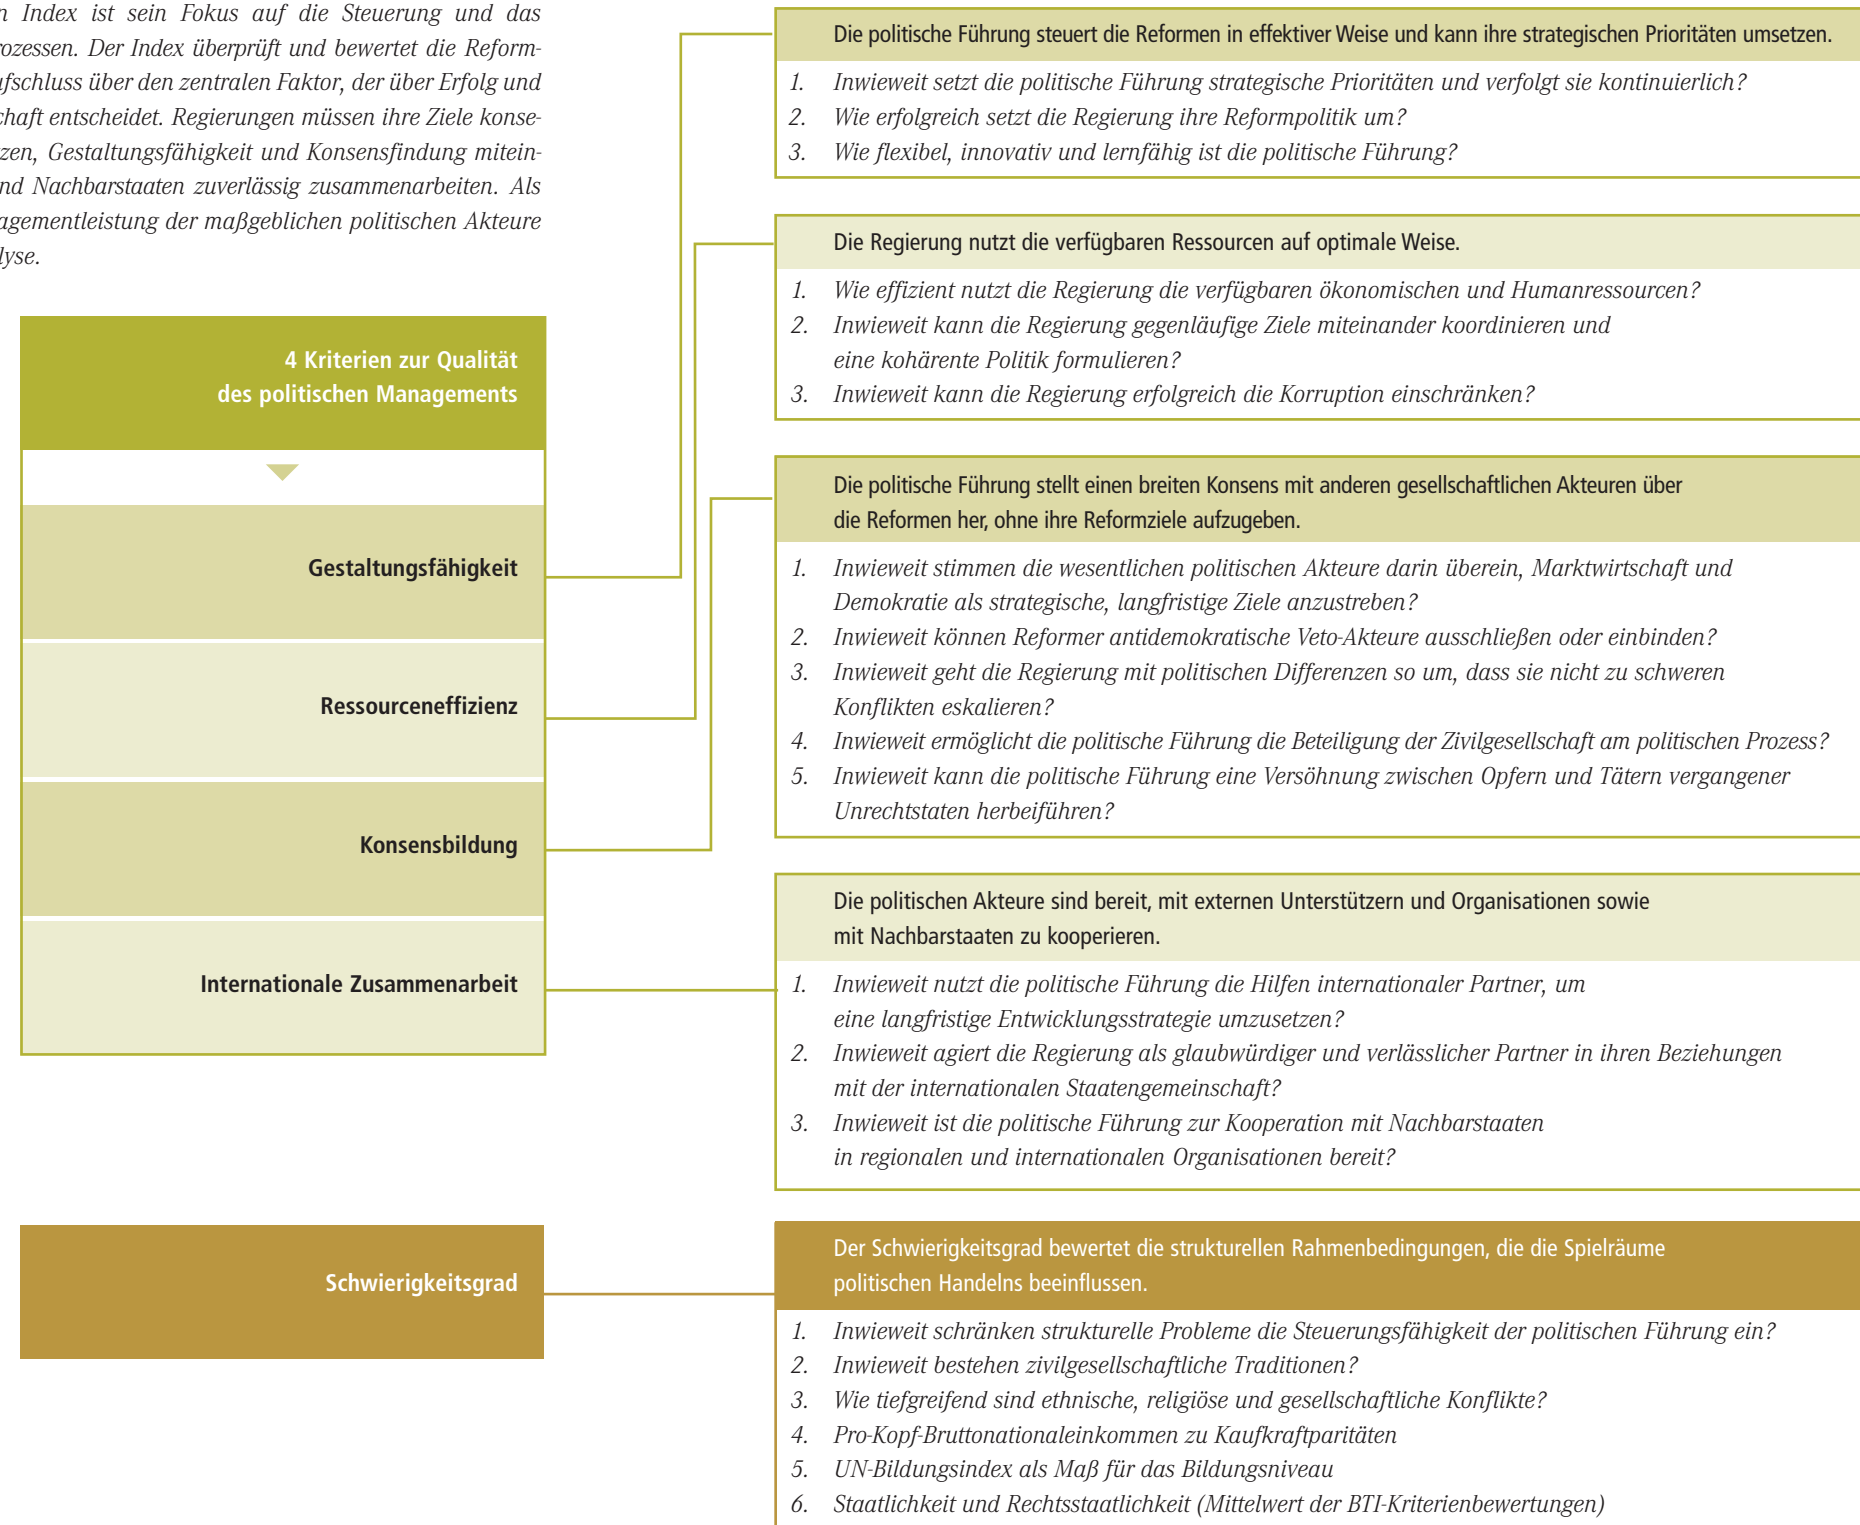 n Index ist sein Fokus auf die Steuerung und das
rozessen. Der Index überprüft und bewertet die Reform-
ufschluss über den zentralen Faktor, der über Erfolg und
chaft entscheidet. Regierungen müssen ihre Ziele konse-
zen, Gestaltungsfähigkeit und Konsensfindung mitein-
nd Nachbarstaaten zuverlässig zusammenarbeiten. Als
agementleistung der maßgeblichen politischen Akteure
lyse.
4 Kriterien zur Qualität
des politischen Managements
Gestaltungsfähigkeit
Ressourceneffizienz
Konsensbildung
Internationale Zusammenarbeit
Schwierigkeitsgrad
Die politische Führung steuert die Reformen in effektiver Weise und kann ihre strategischen Prioritäten umsetzen.
1. Inwieweit setzt die politische Führung strategische Prioritäten und verfolgt sie kontinuierlich?
2. Wie erfolgreich setzt die Regierung ihre Reformpolitik um?
3. Wie flexibel, innovativ und lernfähig ist die politische Führung?
Die Regierung nutzt die verfügbaren Ressourcen auf optimale Weise.
1. Wie effizient nutzt die Regierung die verfügbaren ökonomischen und Humanressourcen?
2. Inwieweit kann die Regierung gegenläufige Ziele miteinander koordinieren und
eine kohärente Politik formulieren?
3. Inwieweit kann die Regierung erfolgreich die Korruption einschränken?
Die politische Führung stellt einen breiten Konsens mit anderen gesellschaftlichen Akteuren über
die Reformen her, ohne ihre Reformziele aufzugeben.
1. Inwieweit stimmen die wesentlichen politischen Akteure darin überein, Marktwirtschaft und
Demokratie als strategische, langfristige Ziele anzustreben?
2. Inwieweit können Reformer antidemokratische Veto-Akteure ausschließen oder einbinden?
3. Inwieweit geht die Regierung mit politischen Differenzen so um, dass sie nicht zu schweren
Konflikten eskalieren?
4. Inwieweit ermöglicht die politische Führung die Beteiligung der Zivilgesellschaft am politischen Prozess?
5. Inwieweit kann die politische Führung eine Versöhnung zwischen Opfern und Tätern vergangener
Unrechtstaten herbeiführen?
Die politischen Akteure sind bereit, mit externen Unterstützern und Organisationen sowie
mit Nachbarstaaten zu kooperieren.
1. Inwieweit nutzt die politische Führung die Hilfen internationaler Partner, um
eine langfristige Entwicklungsstrategie umzusetzen?
2. Inwieweit agiert die Regierung als glaubwürdiger und verlässlicher Partner in ihren Beziehungen
mit der internationalen Staatengemeinschaft?
3. Inwieweit ist die politische Führung zur Kooperation mit Nachbarstaaten
in regionalen und internationalen Organisationen bereit?
Der Schwierigkeitsgrad bewertet die strukturellen Rahmenbedingungen, die die Spielräume
politischen Handelns beeinflussen.
1. Inwieweit schränken strukturelle Probleme die Steuerungsfähigkeit der politischen Führung ein?
2. Inwieweit bestehen zivilgesellschaftliche Traditionen?
3. Wie tiefgreifend sind ethnische, religiöse und gesellschaftliche Konflikte?
4. Pro-Kopf-Bruttonationaleinkommen zu Kaufkraftparitäten
5. UN-Bildungsindex als Maß für das Bildungsniveau
6. Staatlichkeit und Rechtsstaatlichkeit (Mittelwert der BTI-Kriterienbewertungen)